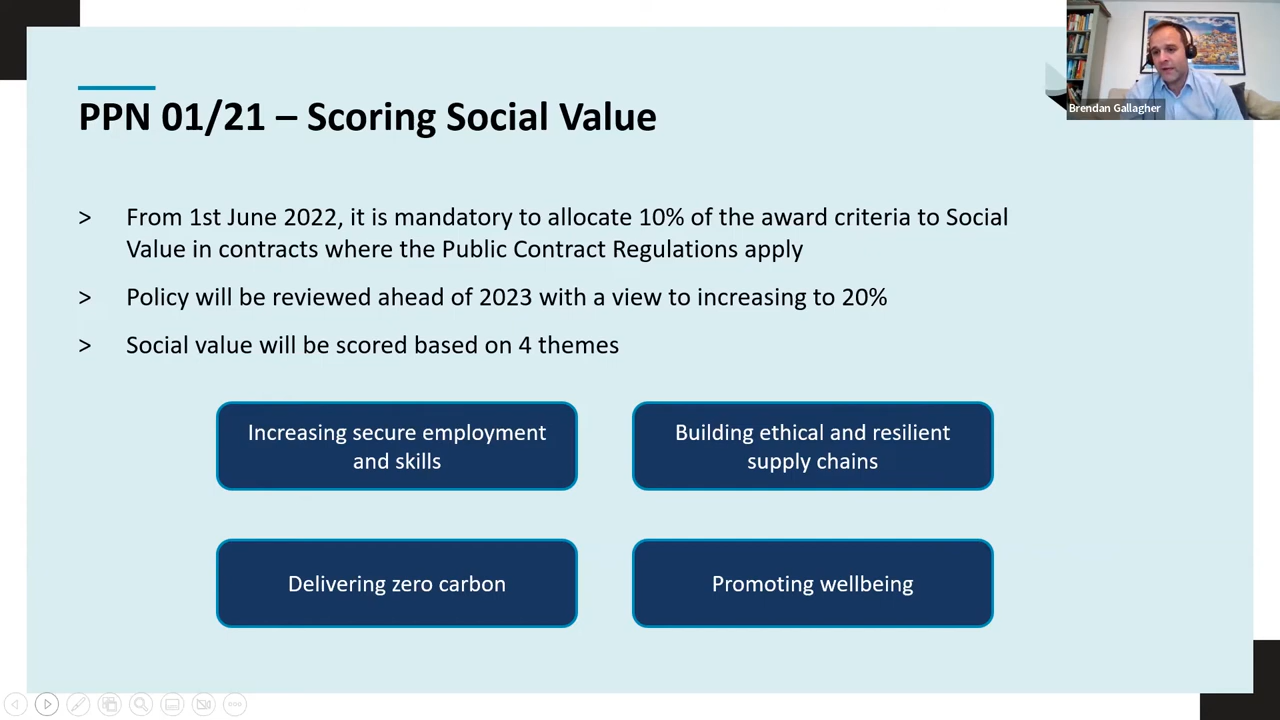 PPN 01/21 – Scoring Social Value
Brendan Gallagher
> From 1st June 2022, it is mandatory to allocate 10% of the award criteria to Social
Value in contracts where the Public Contract Regulations apply
> Policy will be reviewed ahead of 2023 with a view to increasing to 20%
> Social value will be scored based on 4 themes
Increasing secure employment
and skills
Building ethical and resilient
supply chains
Delivering zero carbon
Promoting wellbeing